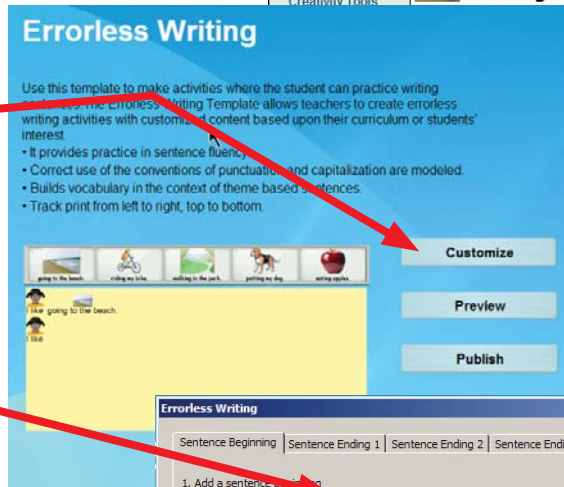 Creativity Tools
Errorless Writing
Use this template to make activities where the student can practice writing
sentences. The Errorless Writing Template allows teachers to create errorless
writing activities with customized content based upon their curriculum or students'
interest.
• It provides practice in sentence fluency
• Correct use of the conventions of punctuation and capitalization are modeled.
• Builds vocabulary in the context of theme based sentences.
• Track print from left to right, top to bottom.
Customize
going to the beach. riding my bike. walking in the park. petting my dog. eating apples.
I like going to the beach.
I like
Preview
Publish
Errorless Writing
Sentence Beginning Sentence Ending 1 Sentence Ending 2 Sentence Endi
1. Add a sentence beginning